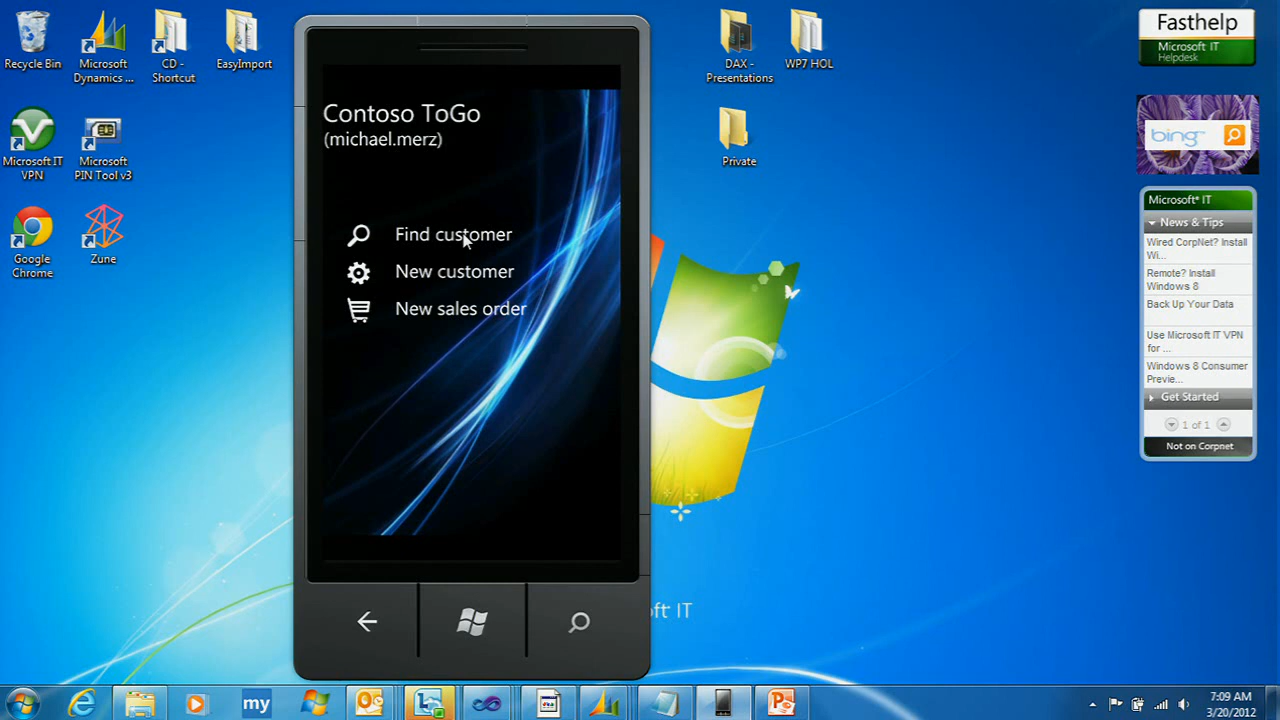 Recycle Bin
Microsoft
Dynamics ...
CD -
Shortcut
EasyImport
Microsoft IT
VPN
Microsoft
PIN Tool v3
Google
Chrome
Zune
Contoso ToGo
(michael.merz)
Find customer
New customer
New sales order
DAX -
Presentations
WP7 HOL
Private
oft IT
Fasthelp
Microsoft IT
Helpdesk
bing
Microsoft® IT
News & Tips
Wired CorpNet? Install
Wi...
Remote? Install
Windows 8
Back Up Your Data
Use Microsoft IT VPN
for ...
Windows 8 Consumer
Previe...
Get Started
1 of 1
Not on Corpnet
my
7:09 AM
3/20/2012